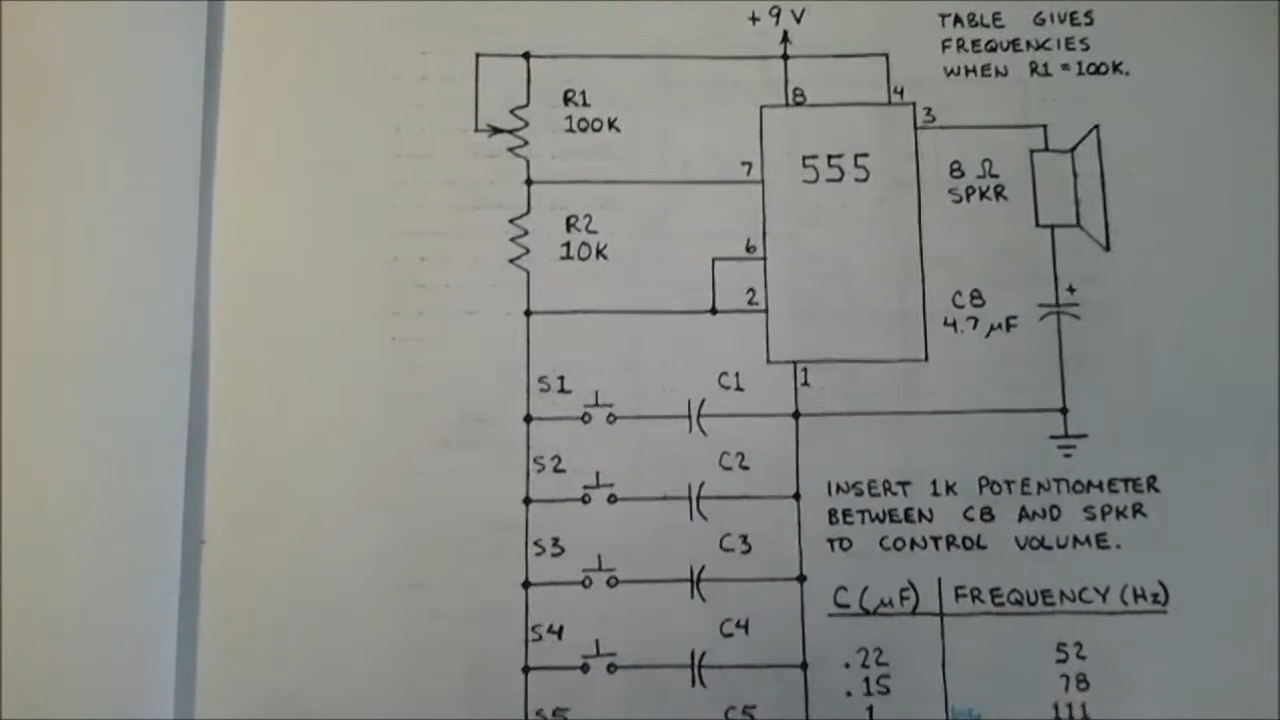 +9V
TABLE GIVES
FREQUENCIES
WHEN R1=100K.
R1
100K
8
4
3
555
7
8 Ω
SPKR
R2
10K
6
2
C8
4.7 µF
+
1
S1
C1
S2
C2
INSERT 1K POTENTIOMETER
BETWEEN C8 AND SPKR
TO CONTROL VOLUME.
S3
C3
C(µF) FREQUENCY (Hz)
S4
C4
.22 52
.15 78
.1 111
S5
C5